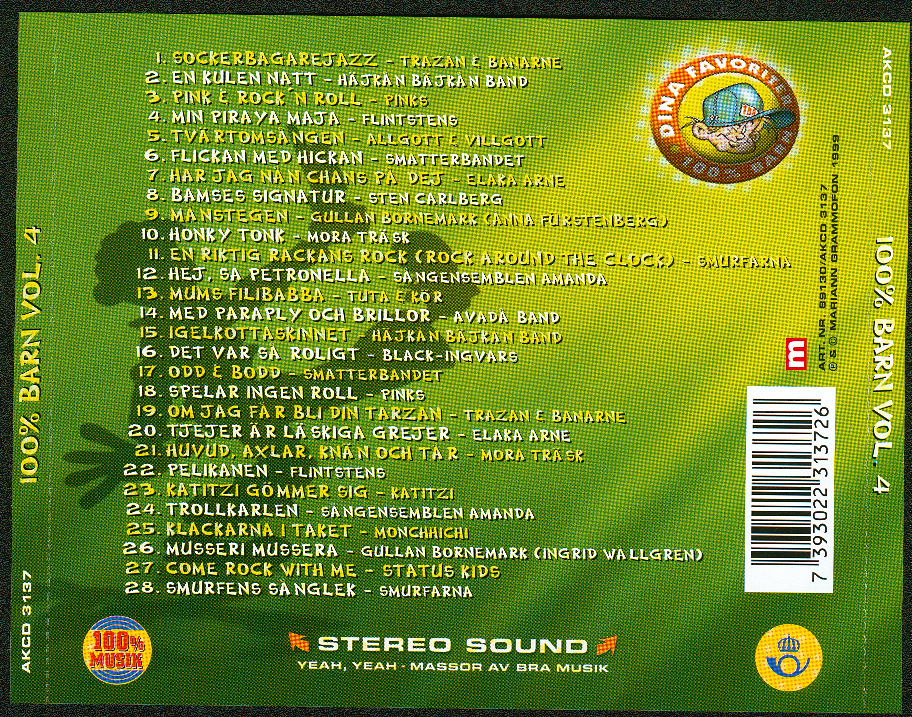 1. SOCKERBAGAREJAZZ - TRAZAN & BANARNE
2. EN KULEN NATT - HAJKAN BAJKAN BAND
3. PINK & ROCK'N ROLL - PINKS
4. MIN PIRAYA MAJA - FLINTSTENS
5. TVÄRTOMSÅNGEN - ALLGOTT & VILLGOTT
6. FLICKAN MED HICKAN - SMATTERBANDET
7. HAR JAG NÅN CHANS PÅ DEJ - ELAKA ARNE
8. BAMSES SIGNATUR - STEN CARLBERG
9. MANSTEGEN - GULLAN BORNEMARK (ANNA FÜRSTENBERG)
10. HONKY TONK - MORA TRÄSK
11. EN RIKTIG RACKANS ROCK (ROCK AROUND THE CLOCK) - SMURFARNA
12. HEJ, SA PETRONELLA - SÅNGENSEMBLEN AMANDA
13. MUMS FILIBABBA - TUTA & KÖR
14. MED PARAPLY OCH BRILLOR - AVADA BAND
15. IGELKOTTASKINNET - HAJKAN BAJKAN BAND
16. DET VAR SÅ ROLIGT - BLACK-INGVARS
17. ODD & BODD - SMATTERBANDET
18. SPELAR INGEN ROLL - PINKS
19. OM JAG FÅR BLI DIN TARZAN - TRAZAN & BANARNE
20. TJEJER ÄR LÄSKIGA GREJER - ELAKA ARNE
21. HUVUD, AXLAR, KNÄN OCH TÅR - MORA TRÄSK
22. PELIKANEN - FLINTSTENS
23. KATITZI GÖMMER SIG - KATITZI
24. TROLLKARLEN - SÅNGENSEMBLEN AMANDA
25. KLACKARNA I TAKET - MONCHHICHI
26. MUSSERI MUSSERA - GULLAN BORNEMARK (INGRID WALLGREN)
27. COME ROCK WITH ME - STATUS KIDS
28. SMURFENS SÅNGLEK - SMURFARNA
DINA FAVORITER
100% BARN
100% BARN VOL. 4
AKCD 3137
AKCD 3137
100% BARN VOL. 4
m
ART. NR. 89130/AKCD 3137
℗ & © MARIANN GRAMMOFON 1999
7 393022 313726
100%
MUSIK
STEREO SOUND
YEAH, YEAH · MASSOR AV BRA MUSIK